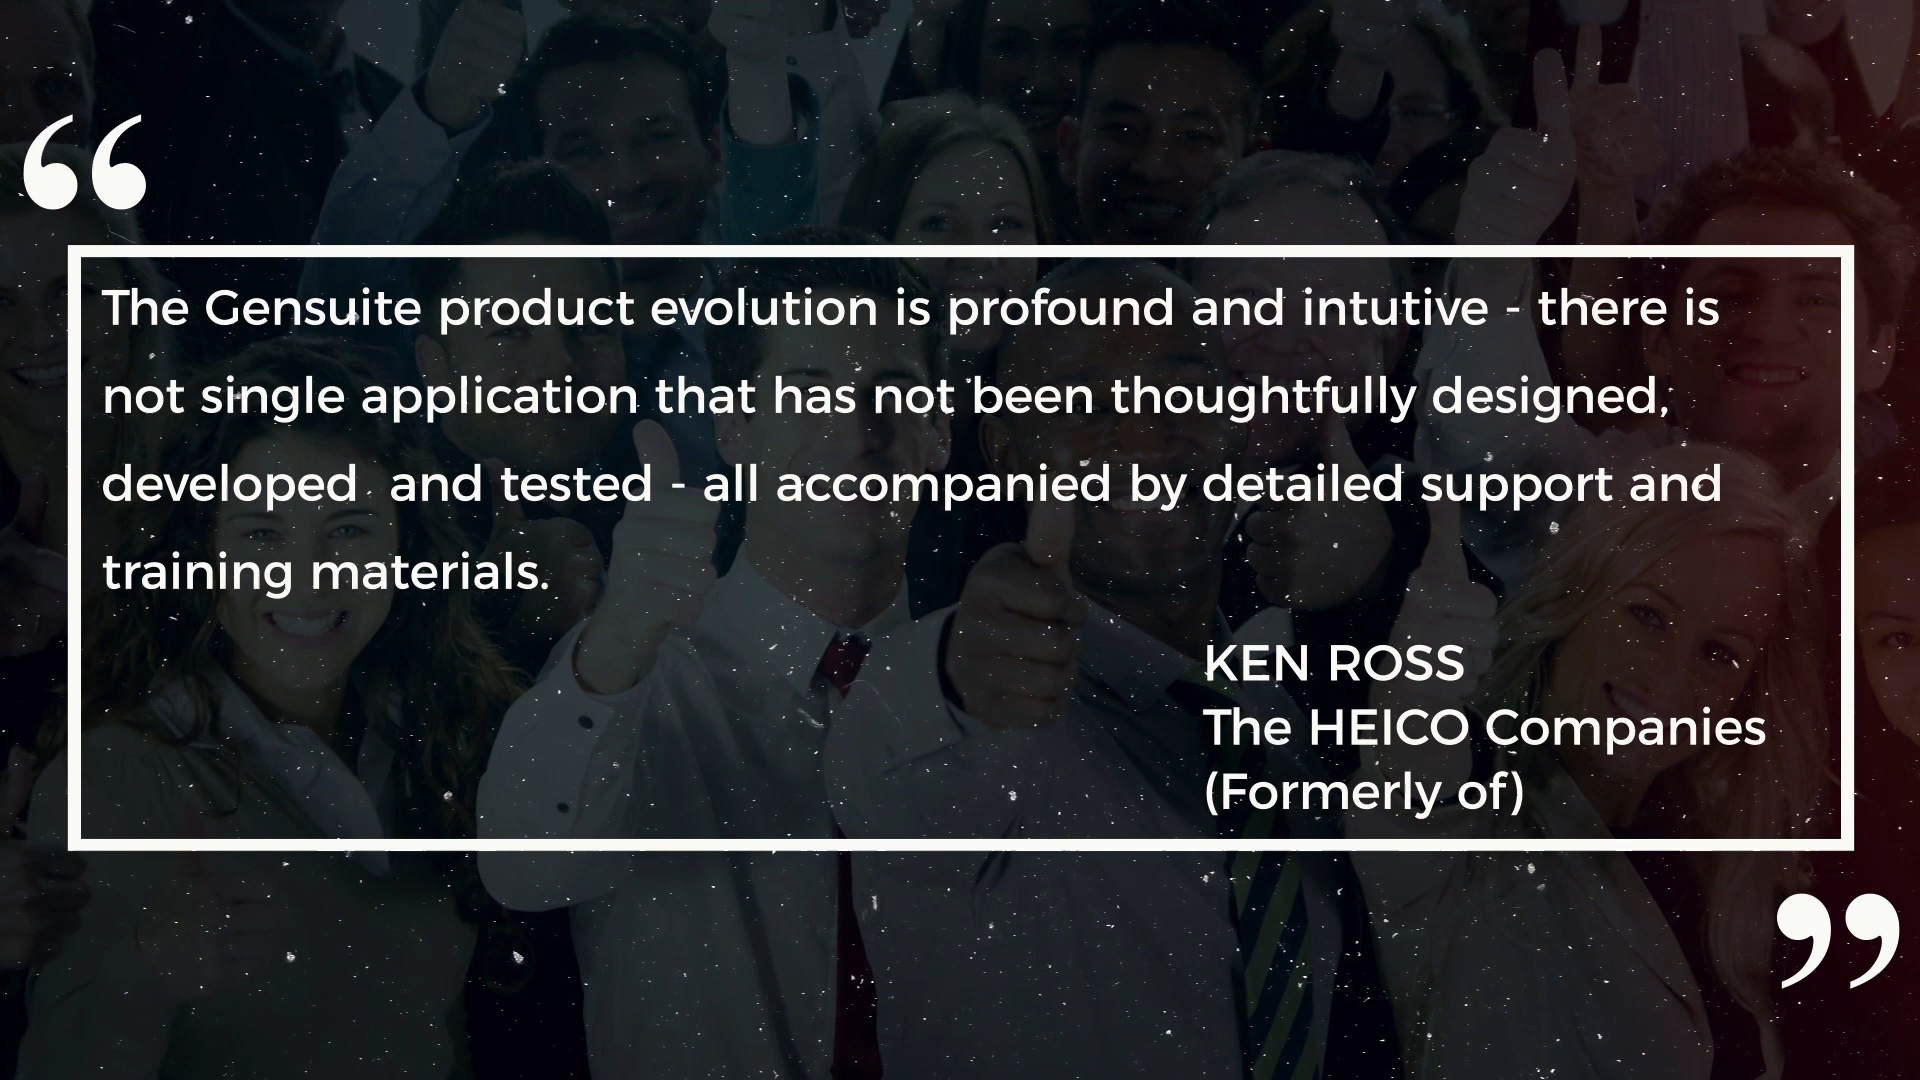 “
The Gensuite product evolution is profound and intutive - there is
not single application that has not been thoughtfully designed,
developed  and tested - all accompanied by detailed support and
training materials.
KEN ROSS
The HEICO Companies
(Formerly of)
”